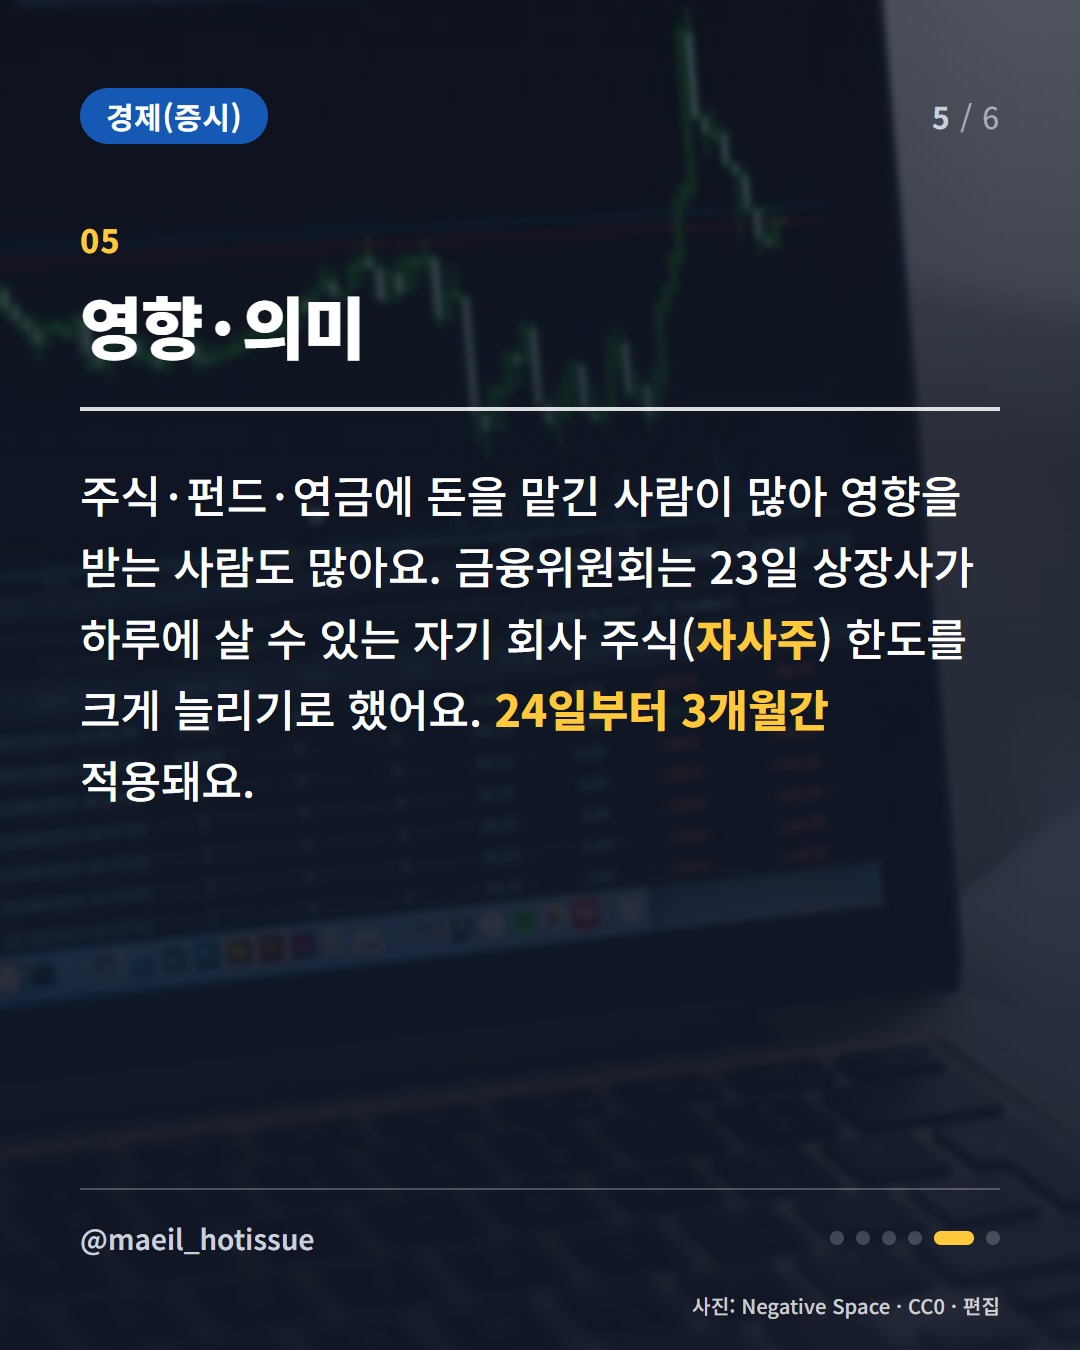 경제(증시)
5 / 6
05
영향·의미
주식·펀드·연금에 돈을 맡긴 사람이 많아 영향을
받는 사람도 많아요. 금융위원회는 23일 상장사가
하루에 살 수 있는 자기 회사 주식(자사주) 한도를
크게 늘리기로 했어요. 24일부터 3개월간
적용돼요.
@maeil_hotissue
사진: Negative Space · CC0 · 편집